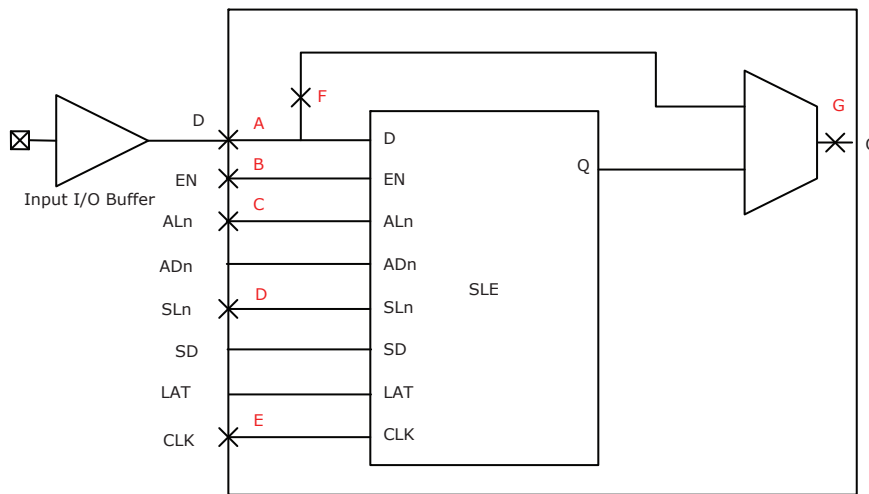 F
G
D
A
D
Q
B
EN
EN
Input I/O Buffer
C
ALn
ALn
ADn
ADn
SLE
D
SLn
SLn
SD
SD
LAT
LAT
E
CLK
CLK